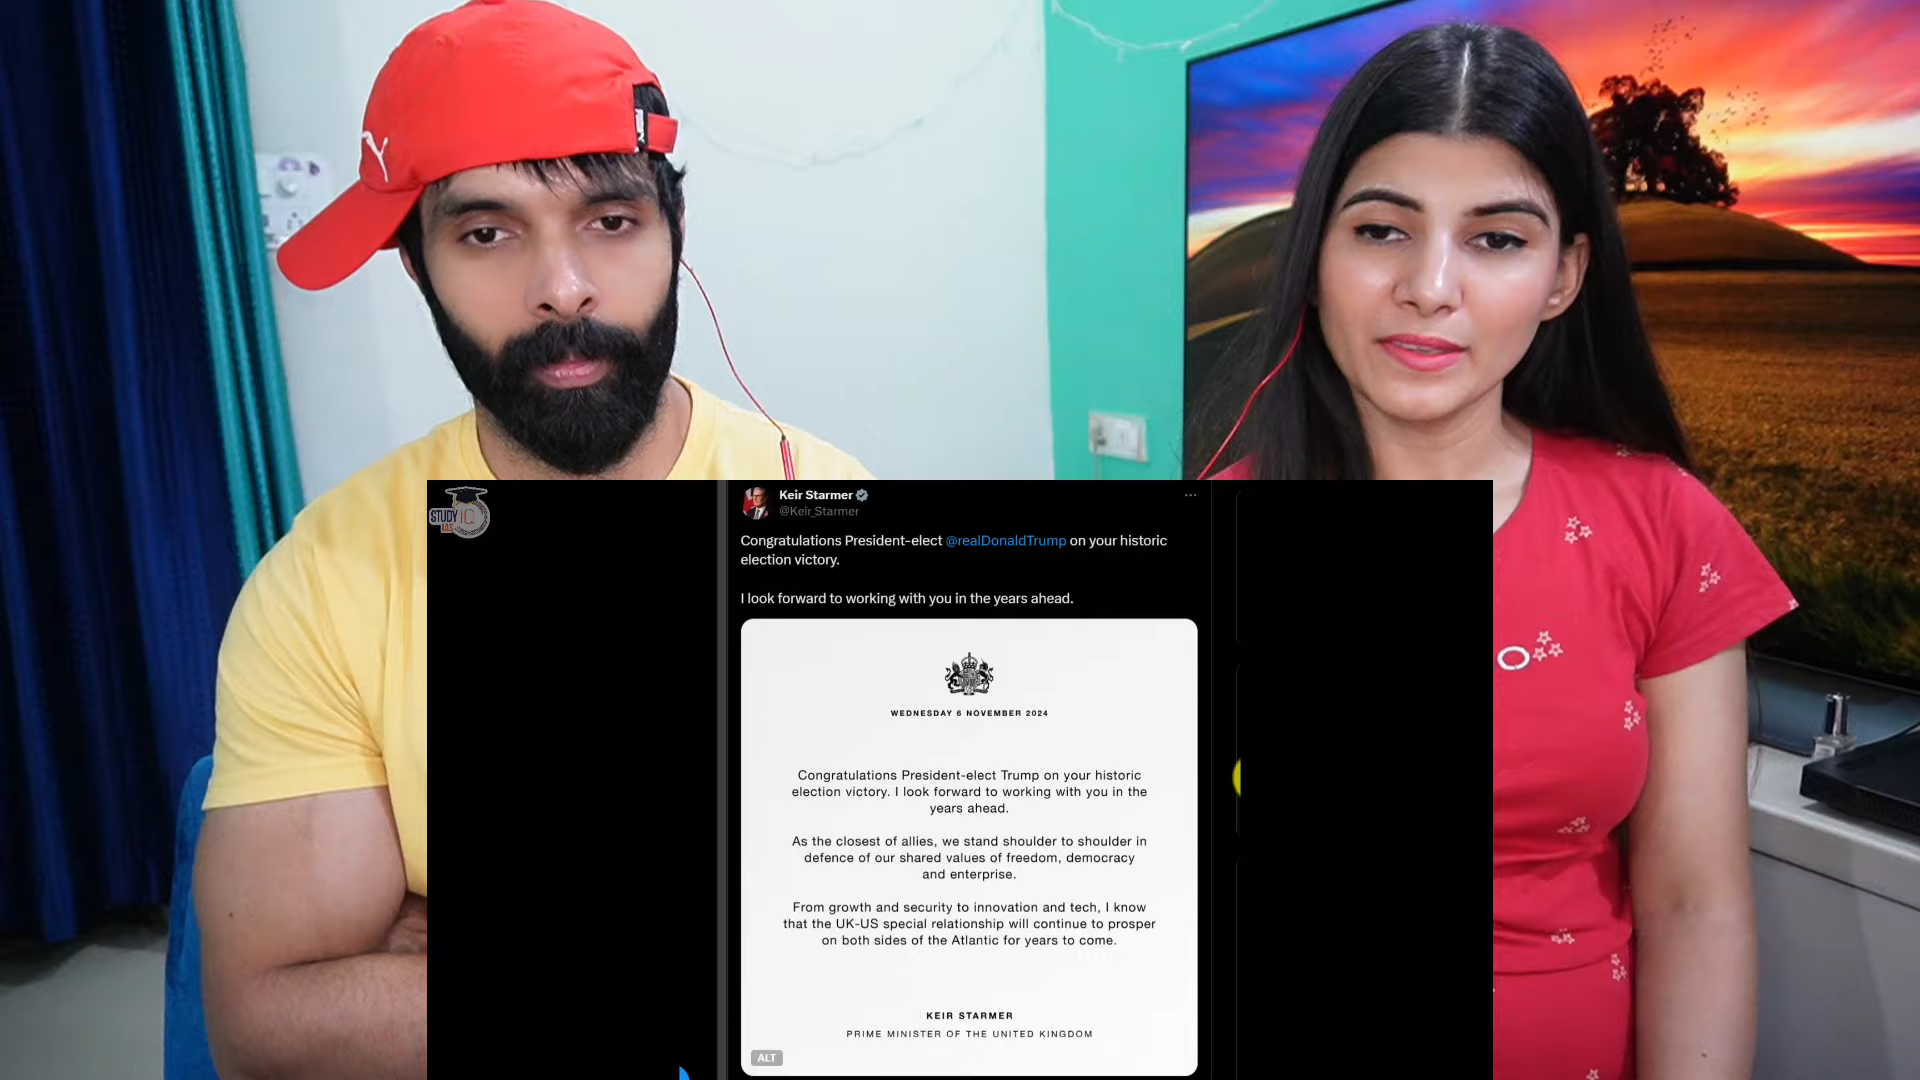 STUDY IQ
IAS
Keir Starmer
@Keir_Starmer
Congratulations President-elect @realDonaldTrump on your historic
election victory.
I look forward to working with you in the years ahead.
WEDNESDAY 6 NOVEMBER 2024
Congratulations President-elect Trump on your historic
election victory. I look forward to working with you in the
years ahead.
As the closest of allies, we stand shoulder to shoulder in
defence of our shared values of freedom, democracy
and enterprise.
From growth and security to innovation and tech, I know
that the UK-US special relationship will continue to prosper
on both sides of the Atlantic for years to come.
KEIR STARMER
PRIME MINISTER OF THE UNITED KINGDOM
ALT